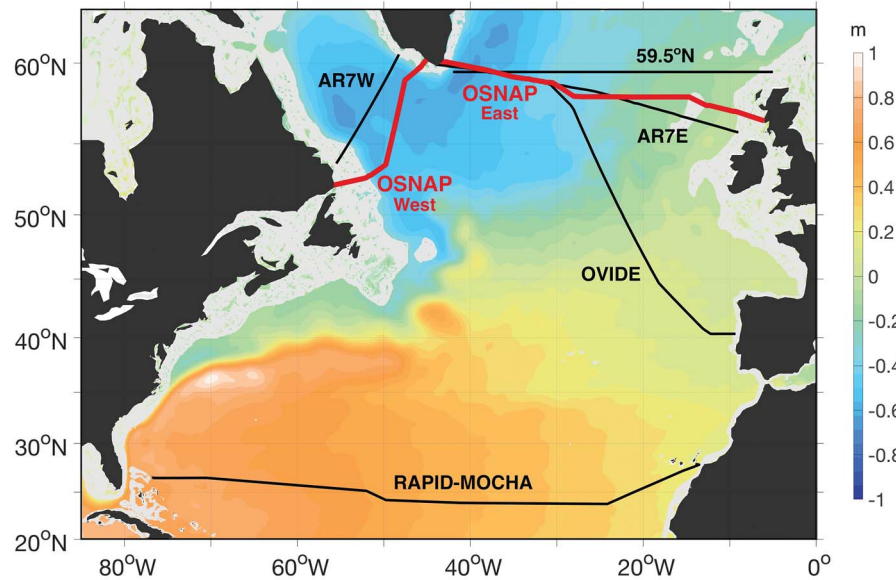 m
1
0.8
0.6
0.4
0.2
0
-0.2
-0.4
-0.6
-0.8
-1
60°N
50°N
40°N
30°N
20°N
80°W
60°W
40°W
20°W
0°
AR7W
59.5°N
OSNAP
East
AR7E
OSNAP
West
OVIDE
RAPID-MOCHA